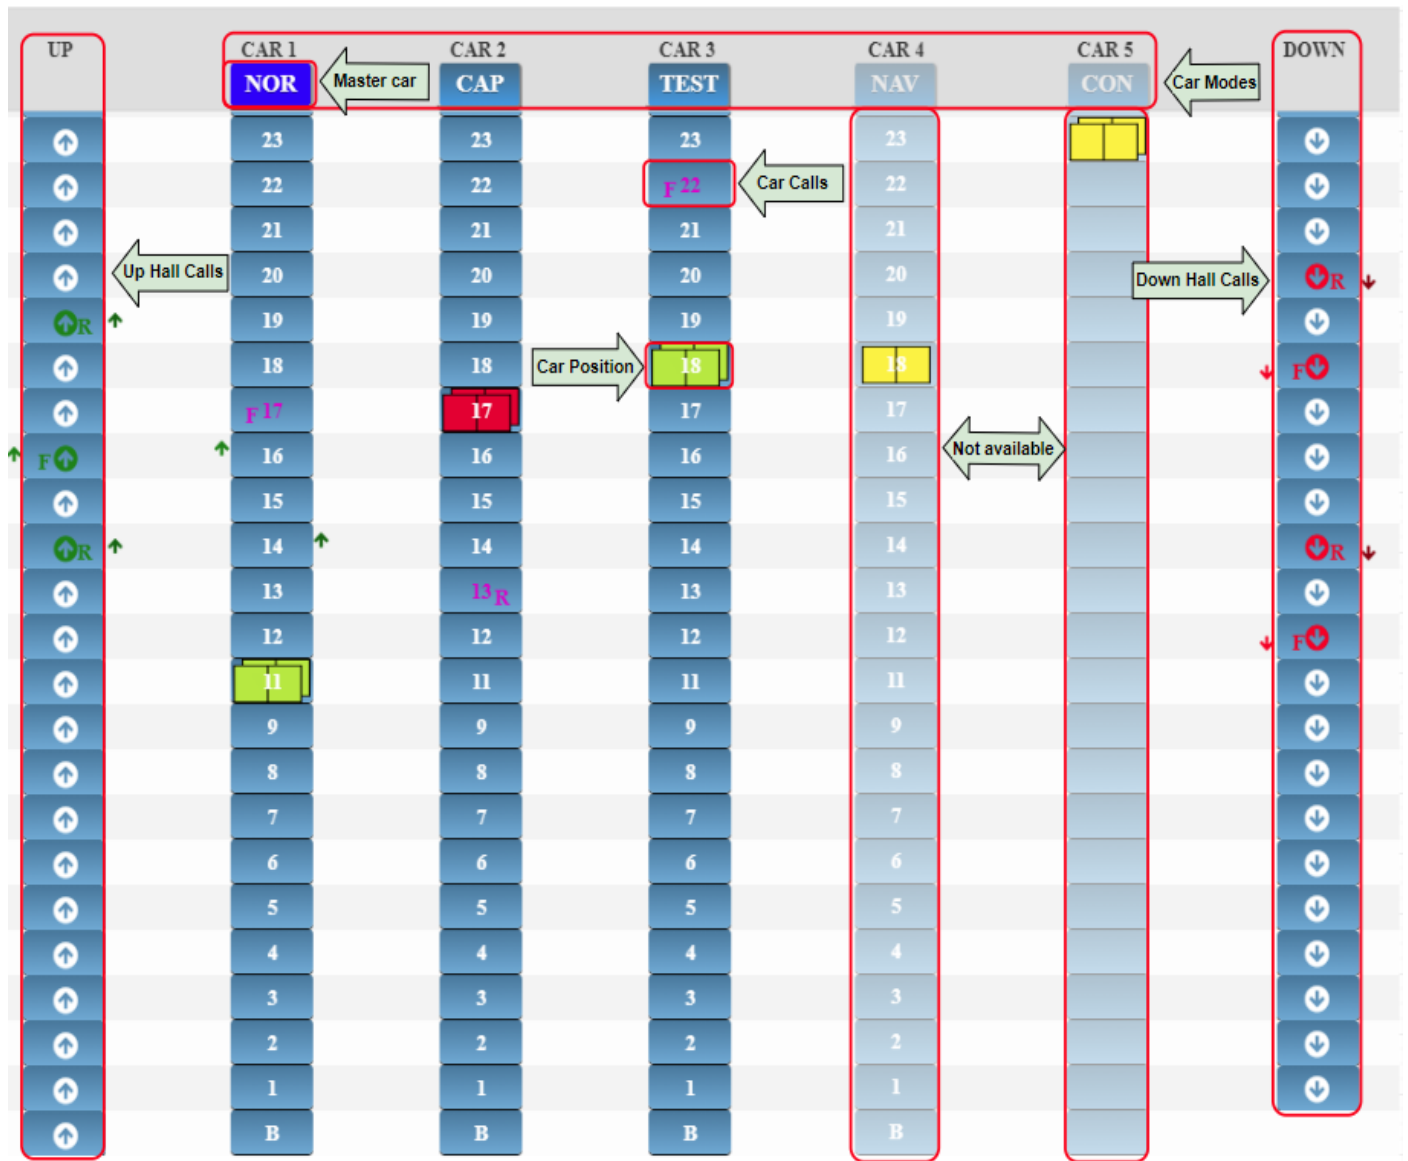 UP CAR 1 CAR 2 CAR 3 CAR 4 CAR 5 DOWN
NOR Master car CAP TEST NAV CON Car Modes
23 23 23 23
22 22 F 22 Car Calls 22
21 21 21 21
Up Hall Calls 20 20 20 20 Down Hall Calls R
R 19 19 19 19
18 18 Car Position 18 18 F
F 17 17 17 17
F 16 16 16 16 Not available
15 15 15 15
R 14 14 14 14 R
13 13 R 13 13
12 12 12 12 F
11 11 11 11
9 9 9 9
8 8 8 8
7 7 7 7
6 6 6 6
5 5 5 5
4 4 4 4
3 3 3 3
2 2 2 2
1 1 1 1
B B B B